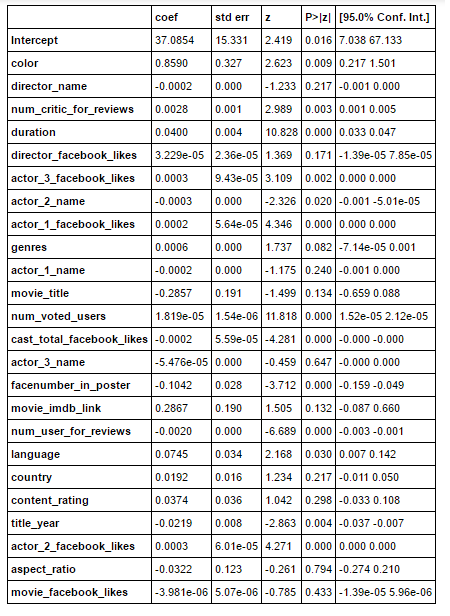 coef std err z P>|z| [95.0% Conf. Int.]
Intercept 37.0854 15.331 2.419 0.016 7.038 67.133
color 0.8590 0.327 2.623 0.009 0.217 1.501
director_name -0.0002 0.000 -1.233 0.217 -0.001 0.000
num_critic_for_reviews 0.0028 0.001 2.989 0.003 0.001 0.005
duration 0.0400 0.004 10.828 0.000 0.033 0.047
director_facebook_likes 3.229e-05 2.36e-05 1.369 0.171 -1.39e-05 7.85e-05
actor_3_facebook_likes 0.0003 9.43e-05 3.109 0.002 0.000 0.000
actor_2_name -0.0003 0.000 -2.326 0.020 -0.001 -5.01e-05
actor_1_facebook_likes 0.0002 5.64e-05 4.346 0.000 0.000 0.000
genres 0.0006 0.000 1.737 0.082 -7.14e-05 0.001
actor_1_name -0.0002 0.000 -1.175 0.240 -0.001 0.000
movie_title -0.2857 0.191 -1.499 0.134 -0.659 0.088
num_voted_users 1.819e-05 1.54e-06 11.818 0.000 1.52e-05 2.12e-05
cast_total_facebook_likes -0.0002 5.59e-05 -4.281 0.000 -0.000 -0.000
actor_3_name -5.476e-05 0.000 -0.459 0.647 -0.000 0.000
facenumber_in_poster -0.1042 0.028 -3.712 0.000 -0.159 -0.049
movie_imdb_link 0.2867 0.190 1.505 0.132 -0.087 0.660
num_user_for_reviews -0.0020 0.000 -6.689 0.000 -0.003 -0.001
language 0.0745 0.034 2.168 0.030 0.007 0.142
country 0.0192 0.016 1.234 0.217 -0.011 0.050
content_rating 0.0374 0.036 1.042 0.298 -0.033 0.108
title_year -0.0219 0.008 -2.863 0.004 -0.037 -0.007
actor_2_facebook_likes 0.0003 6.01e-05 4.271 0.000 0.000 0.000
aspect_ratio -0.0322 0.123 -0.261 0.794 -0.274 0.210
movie_facebook_likes -3.981e-06 5.07e-06 -0.785 0.433 -1.39e-05 5.96e-06